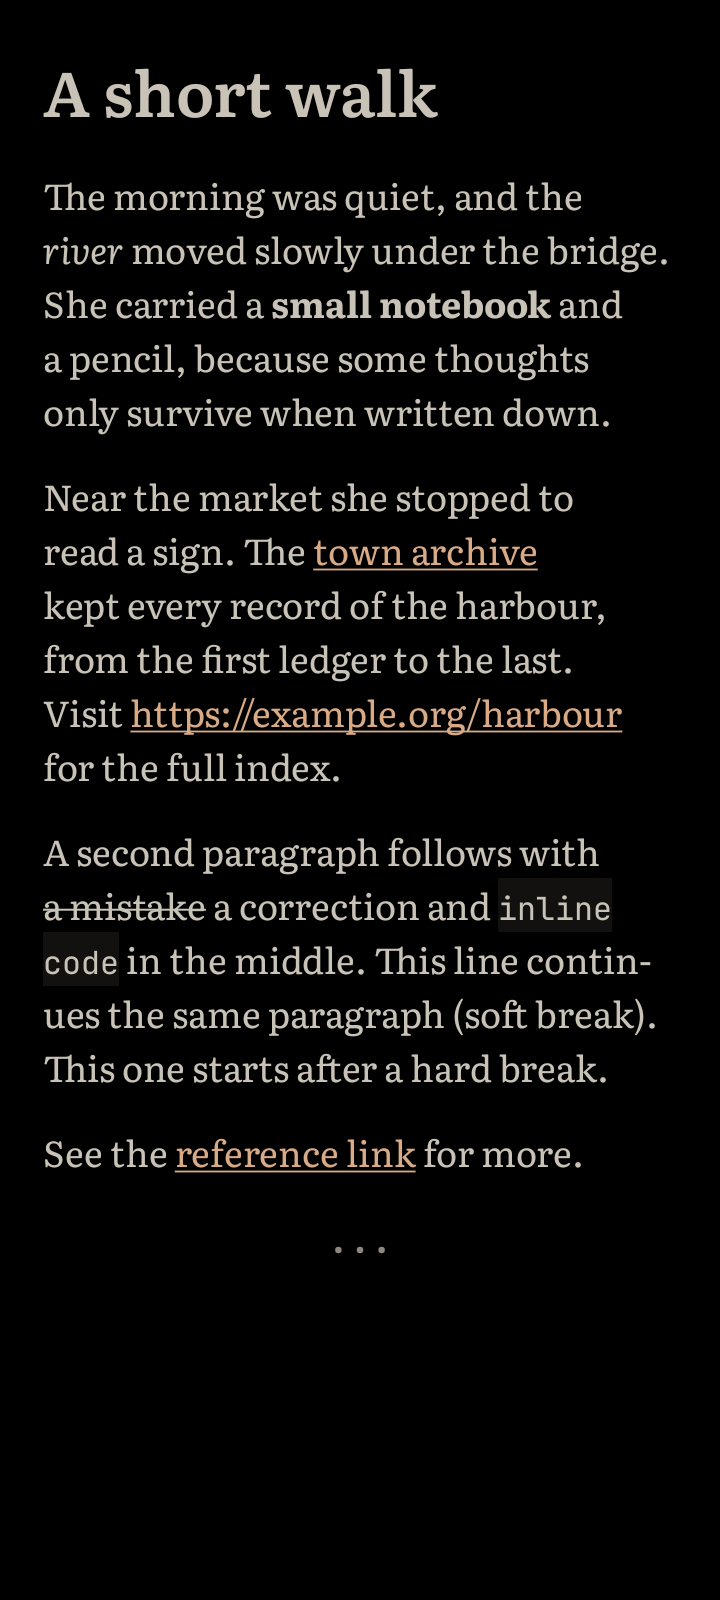 A short walk
The morning was quiet, and the
river moved slowly under the bridge.
She carried a small notebook and
a pencil, because some thoughts
only survive when written down.
Near the market she stopped to
read a sign. The town archive
kept every record of the harbour,
from the first ledger to the last.
Visit https://example.org/harbour
for the full index.
A second paragraph follows with
a mistake a correction and inline
code in the middle. This line contin-
ues the same paragraph (soft break).
This one starts after a hard break.
See the reference link for more.
...